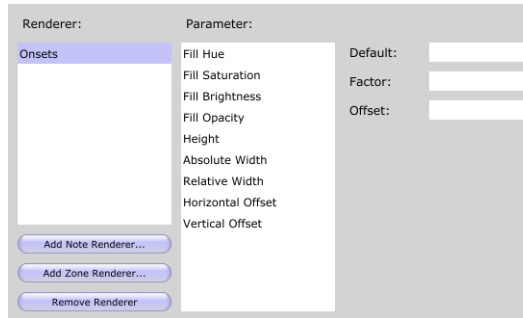 Renderer:
Onsets
Add Note Renderer...
Add Zone Renderer...
Remove Renderer
Parameter:
Fill Hue
Fill Saturation
Fill Brightness
Fill Opacity
Height
Absolute Width
Relative Width
Horizontal Offset
Vertical Offset
Default:
Factor:
Offset: